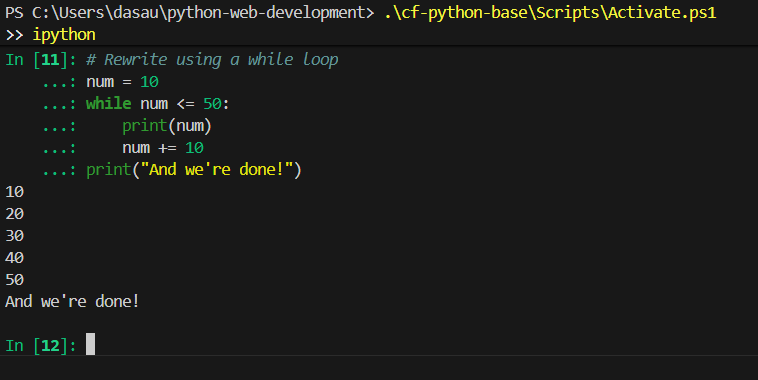 PS C:\Users\dasau\python-web-development> .\cf-python-base\Scripts\Activate.ps1
>> ipython
In [11]: # Rewrite using a while loop
    ...: num = 10
    ...: while num <= 50:
    ...:     print(num)
    ...:     num += 10
    ...: print("And we're done!")
10
20
30
40
50
And we're done!
In [12]: